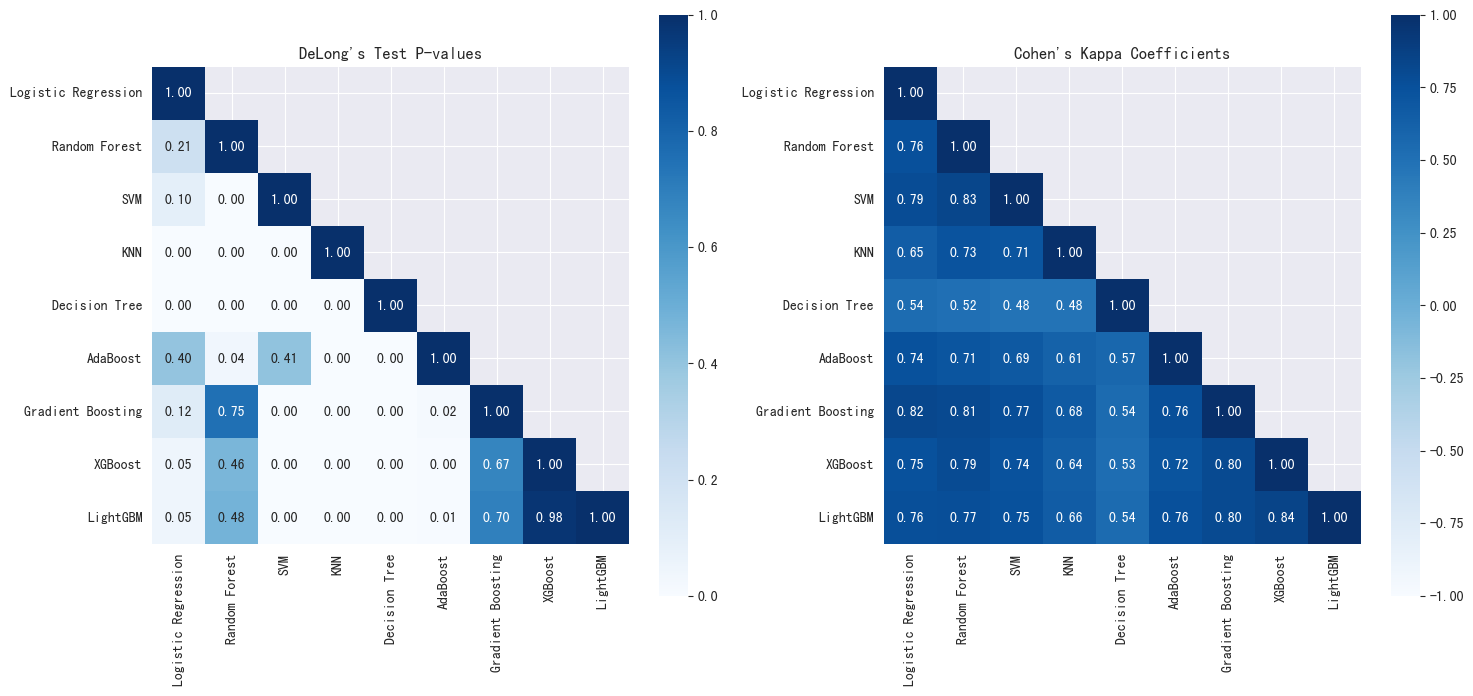 DeLong's Test P-values
Logistic Regression 1.00
Random Forest 0.21 1.00
SVM 0.10 0.00 1.00
KNN 0.00 0.00 0.00 1.00
Decision Tree 0.00 0.00 0.00 0.00 1.00
AdaBoost 0.40 0.04 0.41 0.00 0.00 1.00
Gradient Boosting 0.12 0.75 0.00 0.00 0.00 0.02 1.00
XGBoost 0.05 0.46 0.00 0.00 0.00 0.00 0.67 1.00
LightGBM 0.05 0.48 0.00 0.00 0.00 0.01 0.70 0.98 1.00
Logistic Regression
Random Forest
SVM
KNN
Decision Tree
AdaBoost
Gradient Boosting
XGBoost
LightGBM
1.0
0.8
0.6
0.4
0.2
0.0
Cohen's Kappa Coefficients
Logistic Regression 1.00
Random Forest 0.76 1.00
SVM 0.79 0.83 1.00
KNN 0.65 0.73 0.71 1.00
Decision Tree 0.54 0.52 0.48 0.48 1.00
AdaBoost 0.74 0.71 0.69 0.61 0.57 1.00
Gradient Boosting 0.82 0.81 0.77 0.68 0.54 0.76 1.00
XGBoost 0.75 0.79 0.74 0.64 0.53 0.72 0.80 1.00
LightGBM 0.76 0.77 0.75 0.66 0.54 0.76 0.80 0.84 1.00
Logistic Regression
Random Forest
SVM
KNN
Decision Tree
AdaBoost
Gradient Boosting
XGBoost
LightGBM
1.00
0.75
0.50
0.25
0.00
−0.25
−0.50
−0.75
−1.00